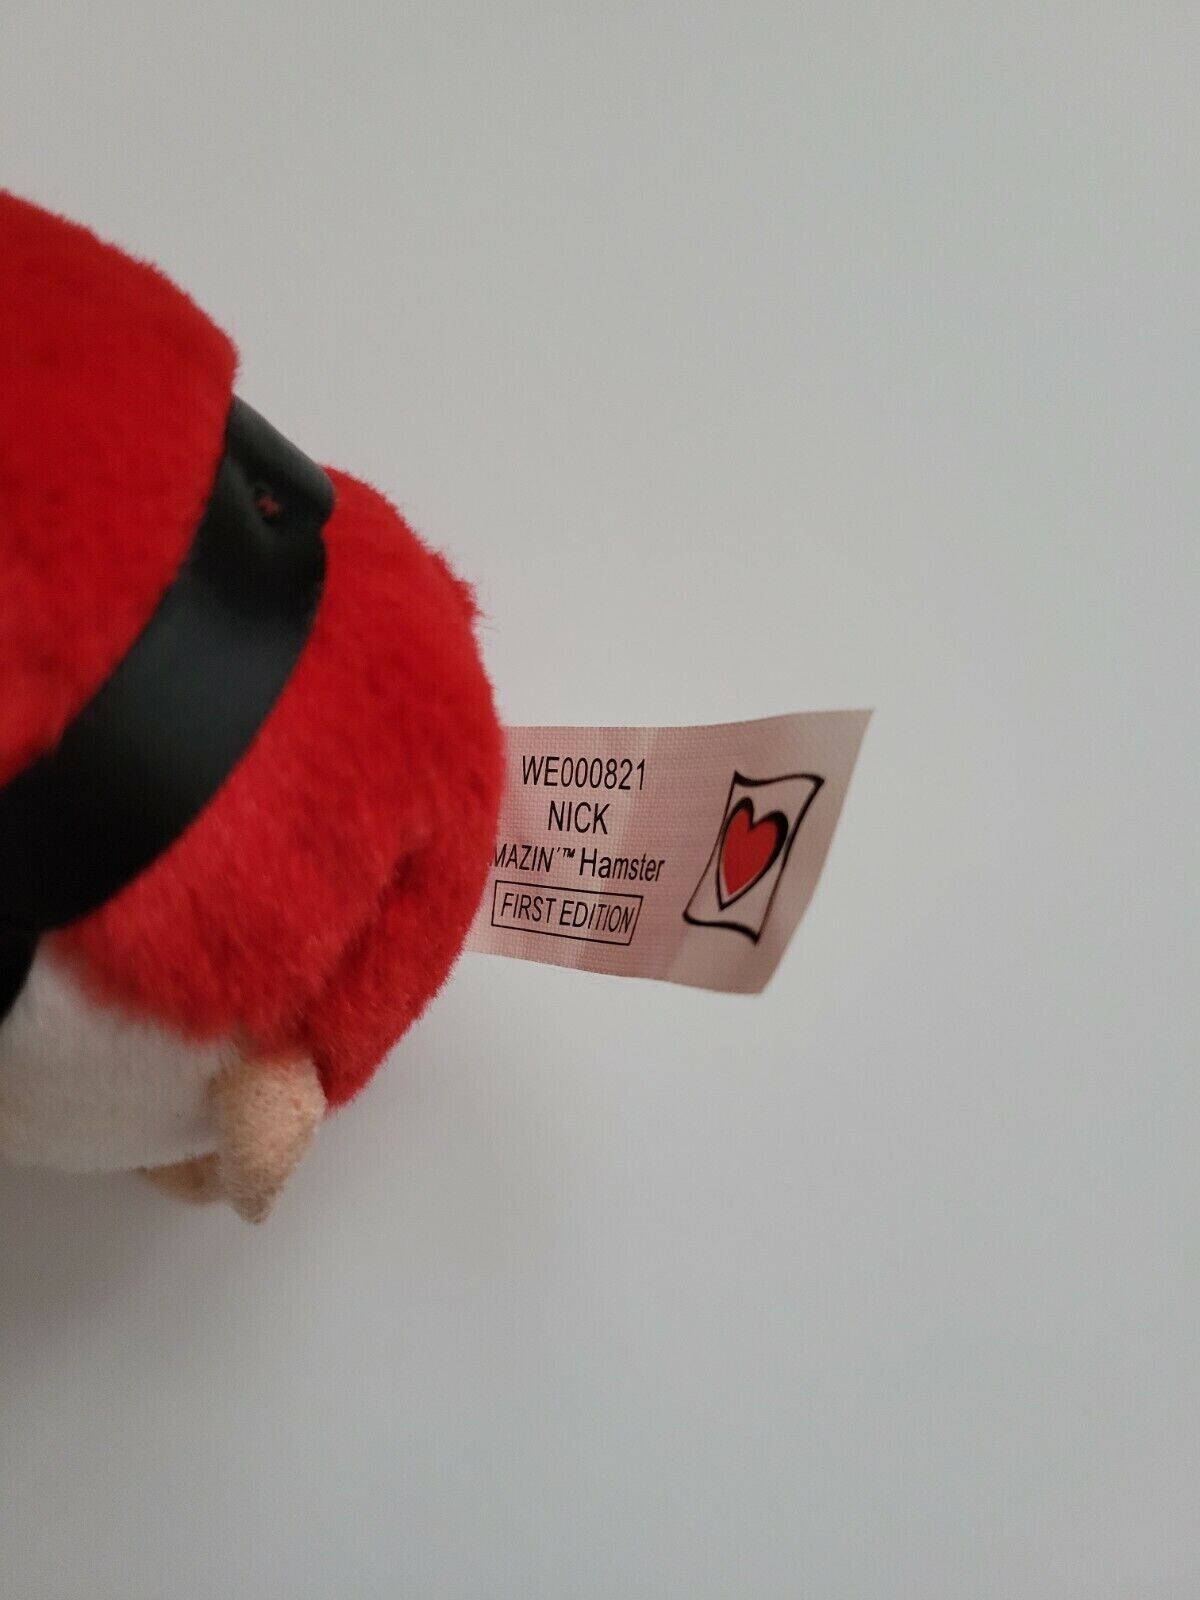 WE000821
NICK
MAZIN'™ Hamster
FIRST EDITION